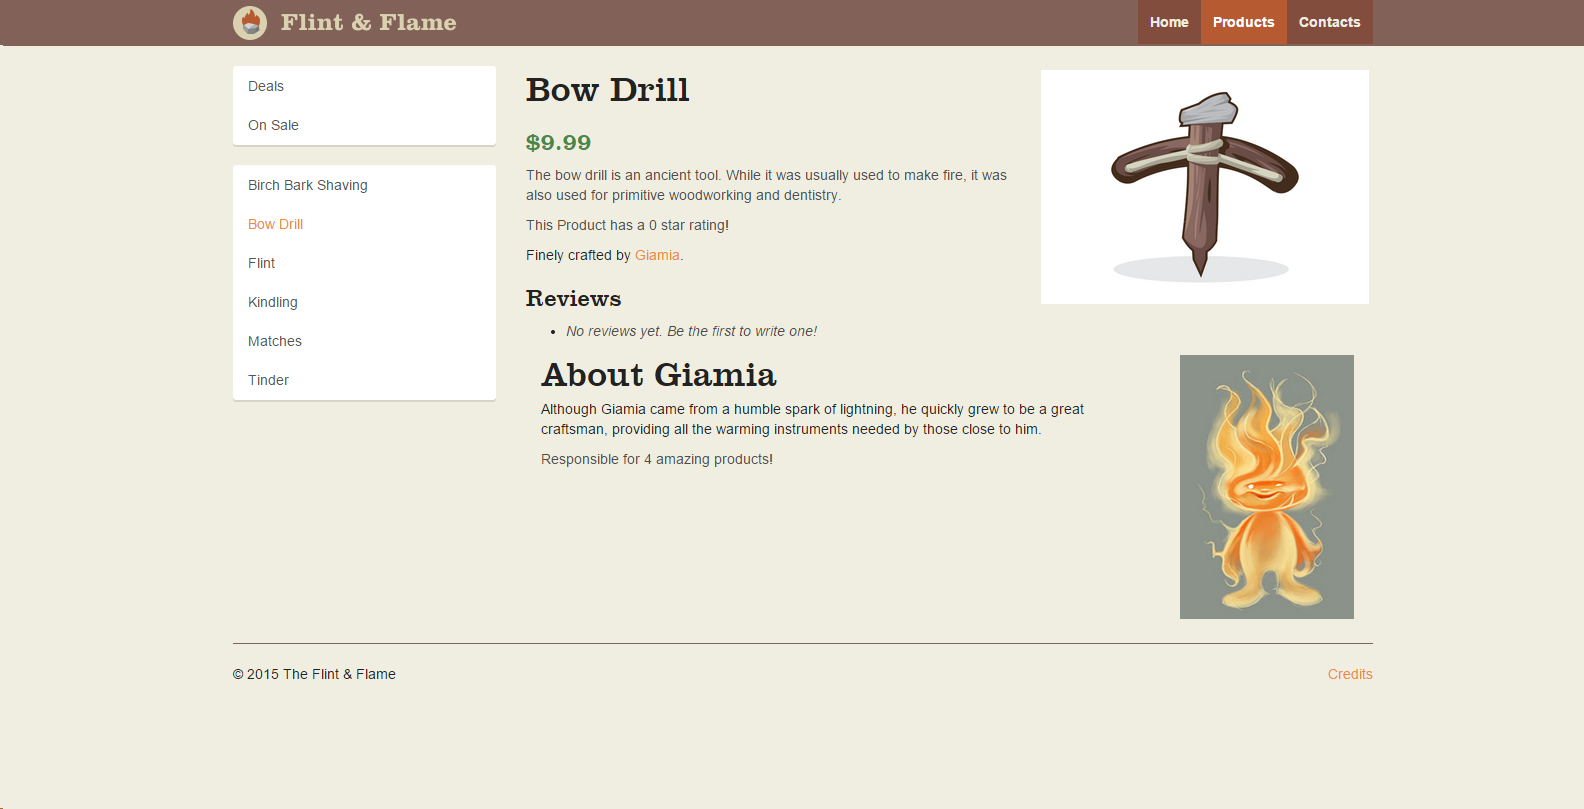 Flint & Flame
Home
Products
Contacts
Deals
On Sale
Birch Bark Shaving
Bow Drill
Flint
Kindling
Matches
Tinder
Bow Drill
$9.99
The bow drill is an ancient tool. While it was usually used to make fire, it was
also used for primitive woodworking and dentistry.
This Product has a 0 star rating!
Finely crafted by Giamia.
Reviews
No reviews yet. Be the first to write one!
About Giamia
Although Giamia came from a humble spark of lightning, he quickly grew to be a great
craftsman, providing all the warming instruments needed by those close to him.
Responsible for 4 amazing products!
© 2015 The Flint & Flame
Credits